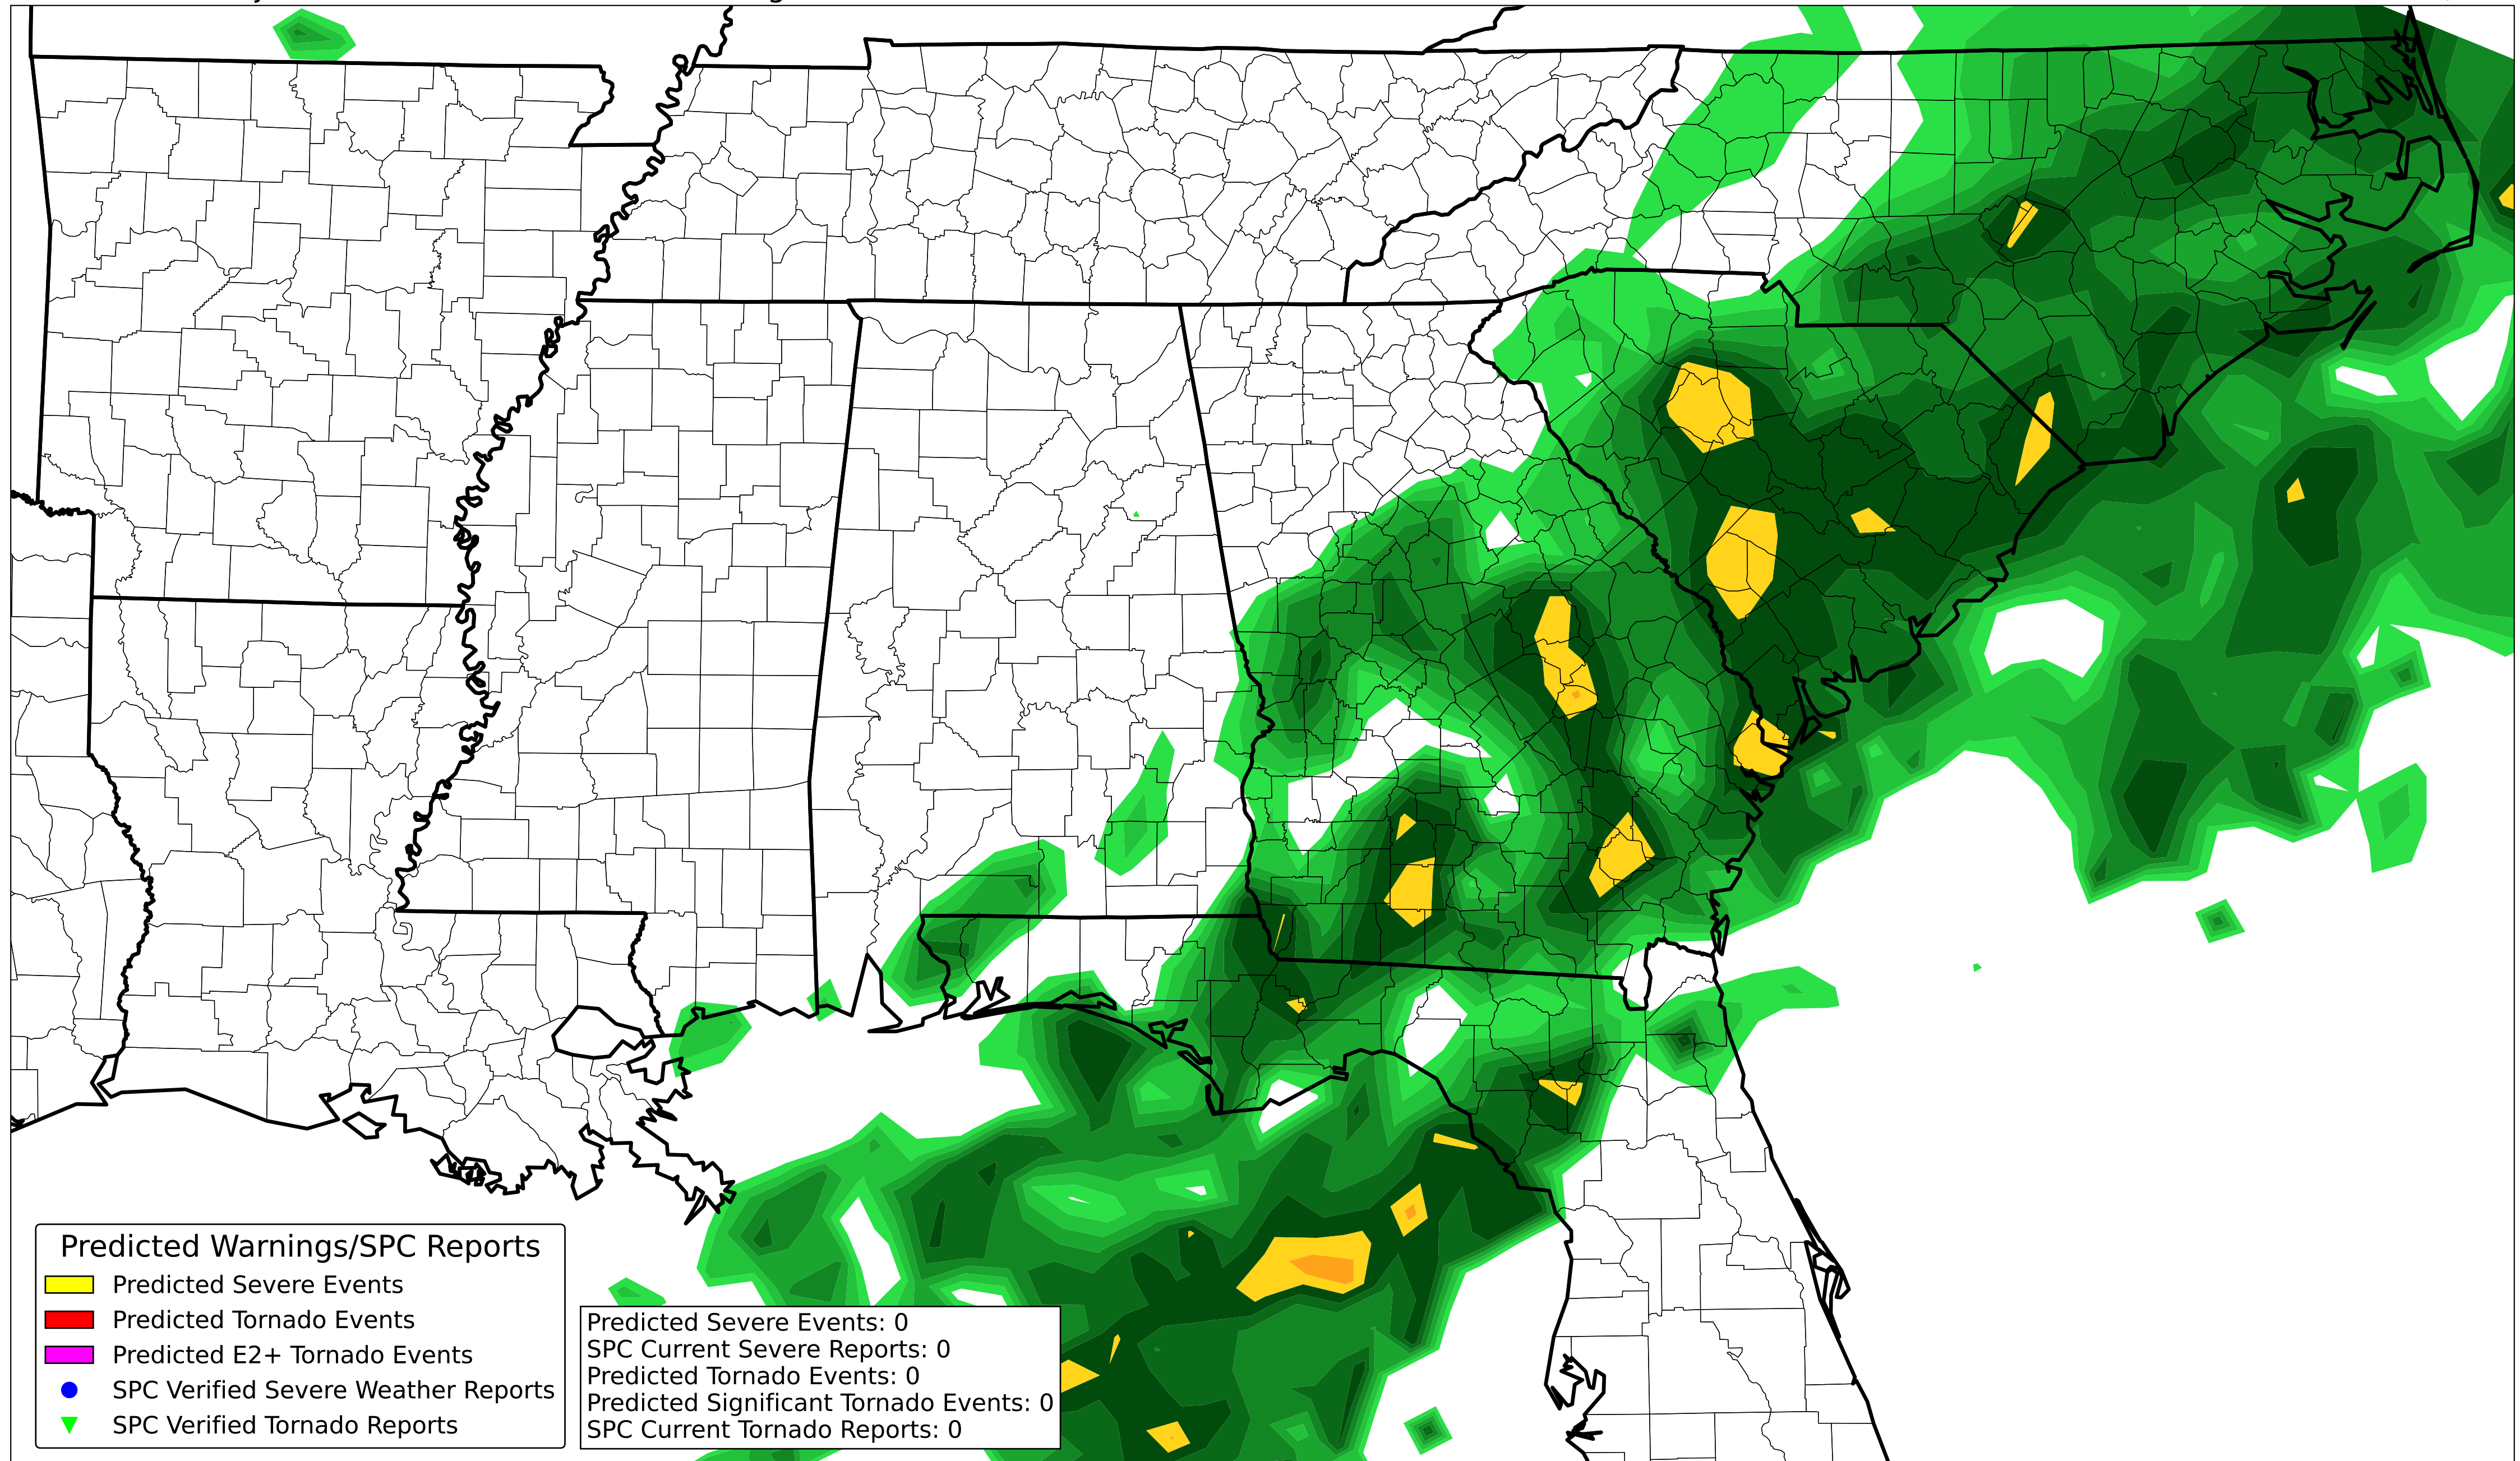 Predicted Warnings/SPC Reports
Predicted Severe Events
Predicted Tornado Events
Predicted E2+ Tornado Events
SPC Verified Severe Weather Reports
SPC Verified Tornado Reports
Predicted Severe Events: 0
SPC Current Severe Reports: 0
Predicted Tornado Events: 0
Predicted Significant Tornado Events: 0
SPC Current Tornado Reports: 0